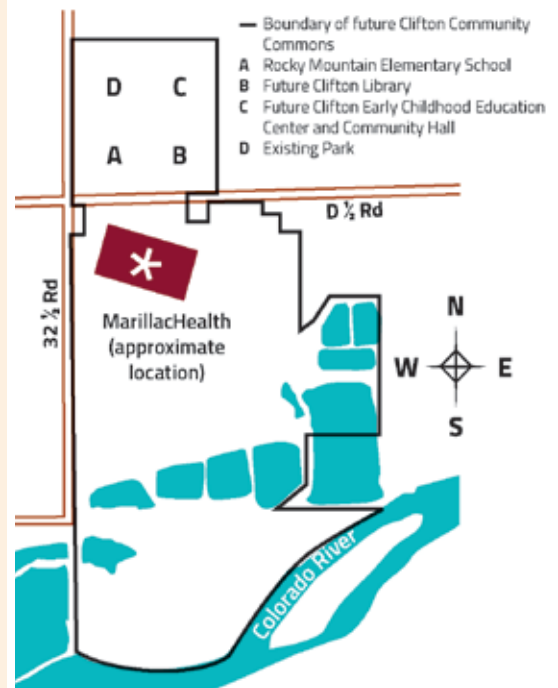 Boundary of future Clifton Community
Commons
A Rocky Mountain Elementary School
B Future Clifton Library
C Future Clifton Early Childhood Education
Center and Community Hall
D Existing Park
D C
A B
D ½ Rd
32 ½ Rd
MarillacHealth
(approximate
location)
N
W E
S
Colorado River